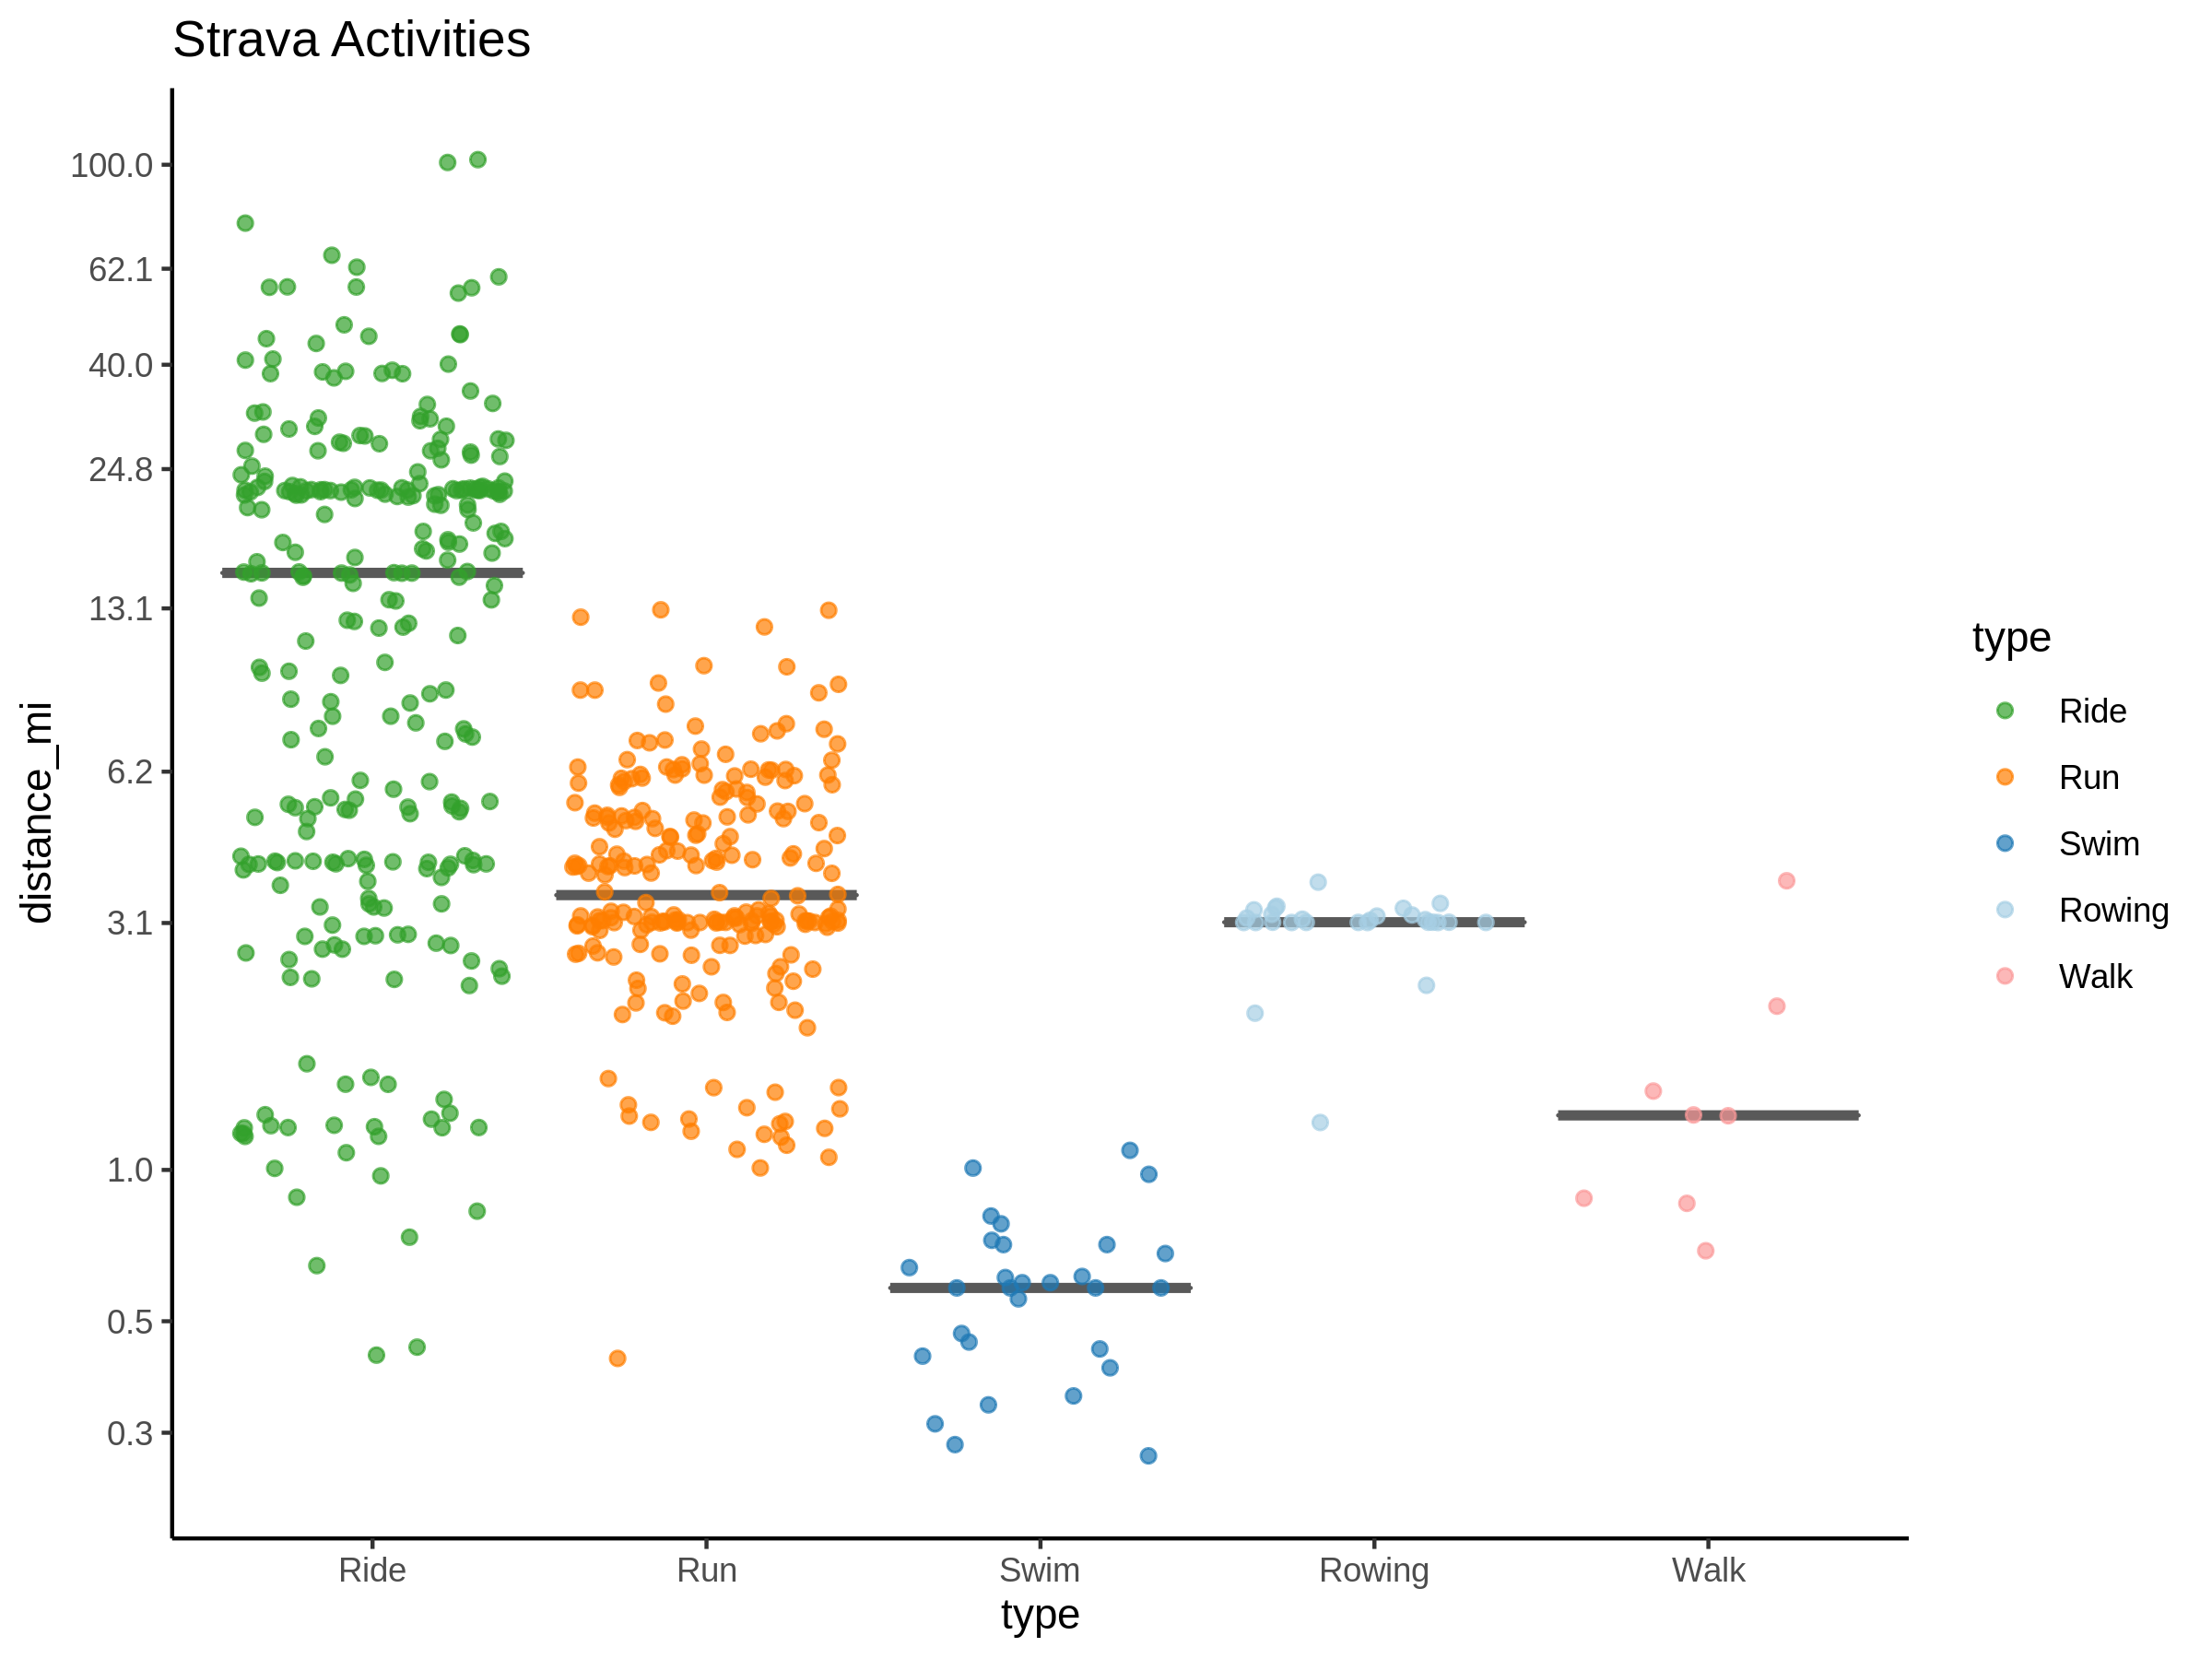 Strava Activities
distance_mi
100.0
62.1
40.0
24.8
13.1
6.2
3.1
1.0
0.5
0.3
Ride
Run
Swim
Rowing
Walk
type
type
Ride
Run
Swim
Rowing
Walk